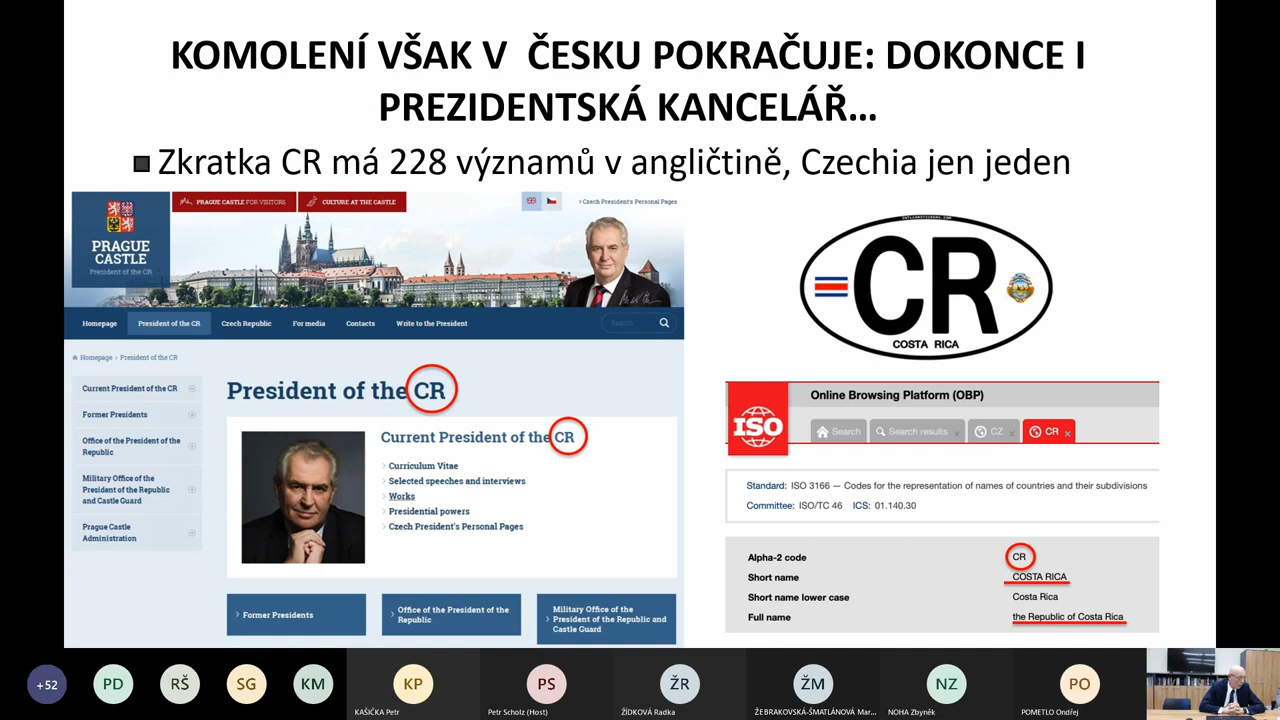 KOMOLENÍ VŠAK V ČESKU POKRAČUJE: DOKONCE I
PREZIDENTSKÁ KANCELÁŘ…
Zkratka CR má 228 významů v angličtině, Czechia jen jeden
PRAGUE CASTLE FOR VISITORS
CULTURE AT THE CASTLE
› Czech President's Personal Pages
PRAGUE
CASTLE
President of the CR
Homepage
President of the CR
Czech Republic
For media
Contacts
Write to the President
Search
Homepage › President of the CR
Current President of the CR
Former Presidents
Office of the President of the
Republic
Military Office of the
President of the Republic
and Castle Guard
Prague Castle
Administration
President of the CR
Current President of the CR
› Curriculum Vitae
› Selected speeches and interviews
› Works
› Presidential powers
› Czech President's Personal Pages
› Former Presidents
› Office of the President of the
Republic
› Military Office of the
President of the Republic and
Castle Guard
CR
COSTA RICA
ISO
Online Browsing Platform (OBP)
Search
Search results ×
CZ ×
CR ×
Standard: ISO 3166 — Codes for the representation of names of countries and their subdivisions
Committee: ISO/TC 46 ICS: 01.140.30
Alpha-2 code CR
Short name COSTA RICA
Short name lower case Costa Rica
Full name the Republic of Costa Rica
+52
PD
RŠ
SG
KM
KP
KAŠIČKA Petr
PS
Petr Scholz (Host)
ŽR
ŽÍDKOVÁ Radka
ŽM
ŽEBRAKOVSKÁ-ŠMATLÁNOVÁ Mar...
NZ
NOHA Zbyněk
PO
POMETLO Ondřej